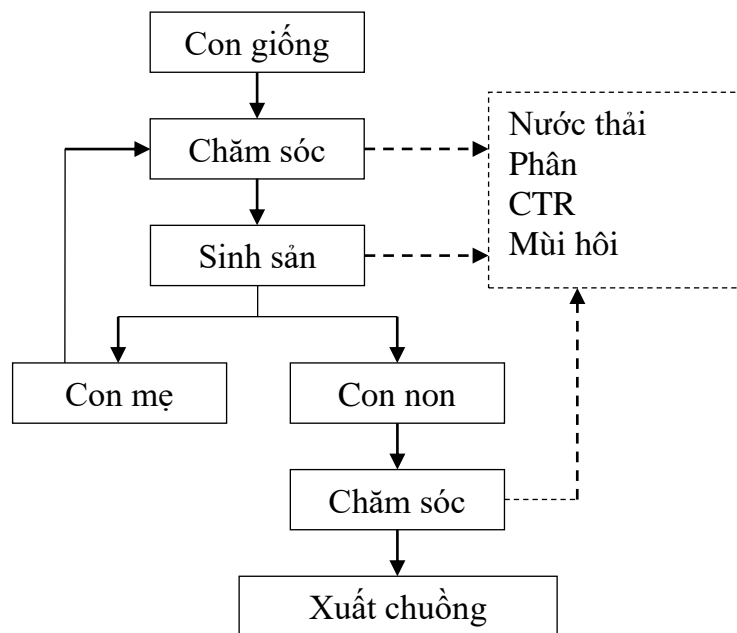 Con giống
Chăm sóc
Sinh sản
Nước thải
Phân
CTR
Mùi hôi
Con mẹ
Con non
Chăm sóc
Xuất chuồng